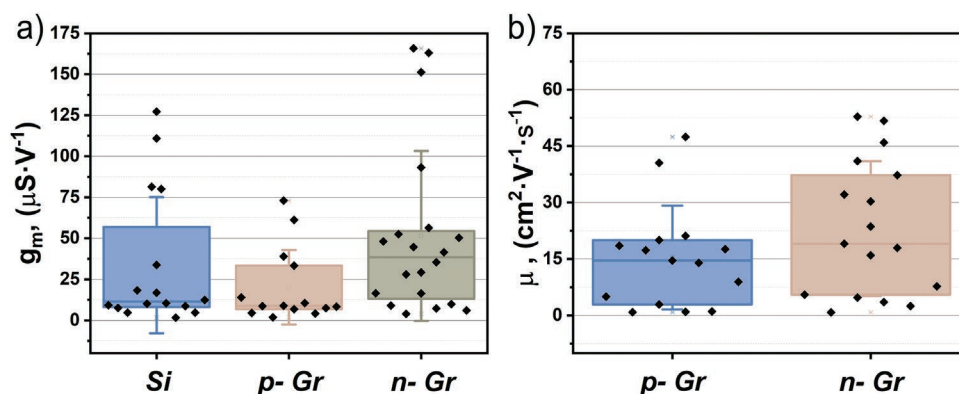 a)
gm, (μS·V-1)
175
150
125
100
75
50
25
0
Si
p- Gr
n- Gr
b)
μ, (cm2·V-1·s-1)
75
60
45
30
15
0
p- Gr
n- Gr